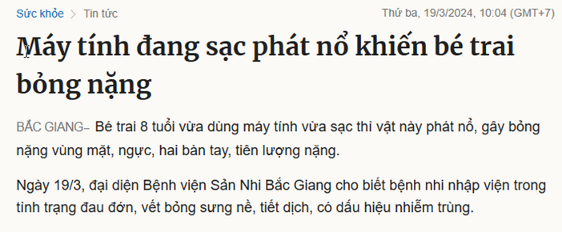 Sức khỏe > Tin tức Thứ ba, 19/3/2024, 10:04 (GMT+7)
Máy tính đang sạc phát nổ khiến bé trai
bỏng nặng
BẮC GIANG– Bé trai 8 tuổi vừa dùng máy tính vừa sạc thì vật này phát nổ, gây bỏng
nặng vùng mặt, ngực, hai bàn tay, tiên lượng nặng.
Ngày 19/3, đại diện Bệnh viện Sản Nhi Bắc Giang cho biết bệnh nhi nhập viện trong
tình trạng đau đớn, vết bỏng sưng nề, tiết dịch, có dấu hiệu nhiễm trùng.